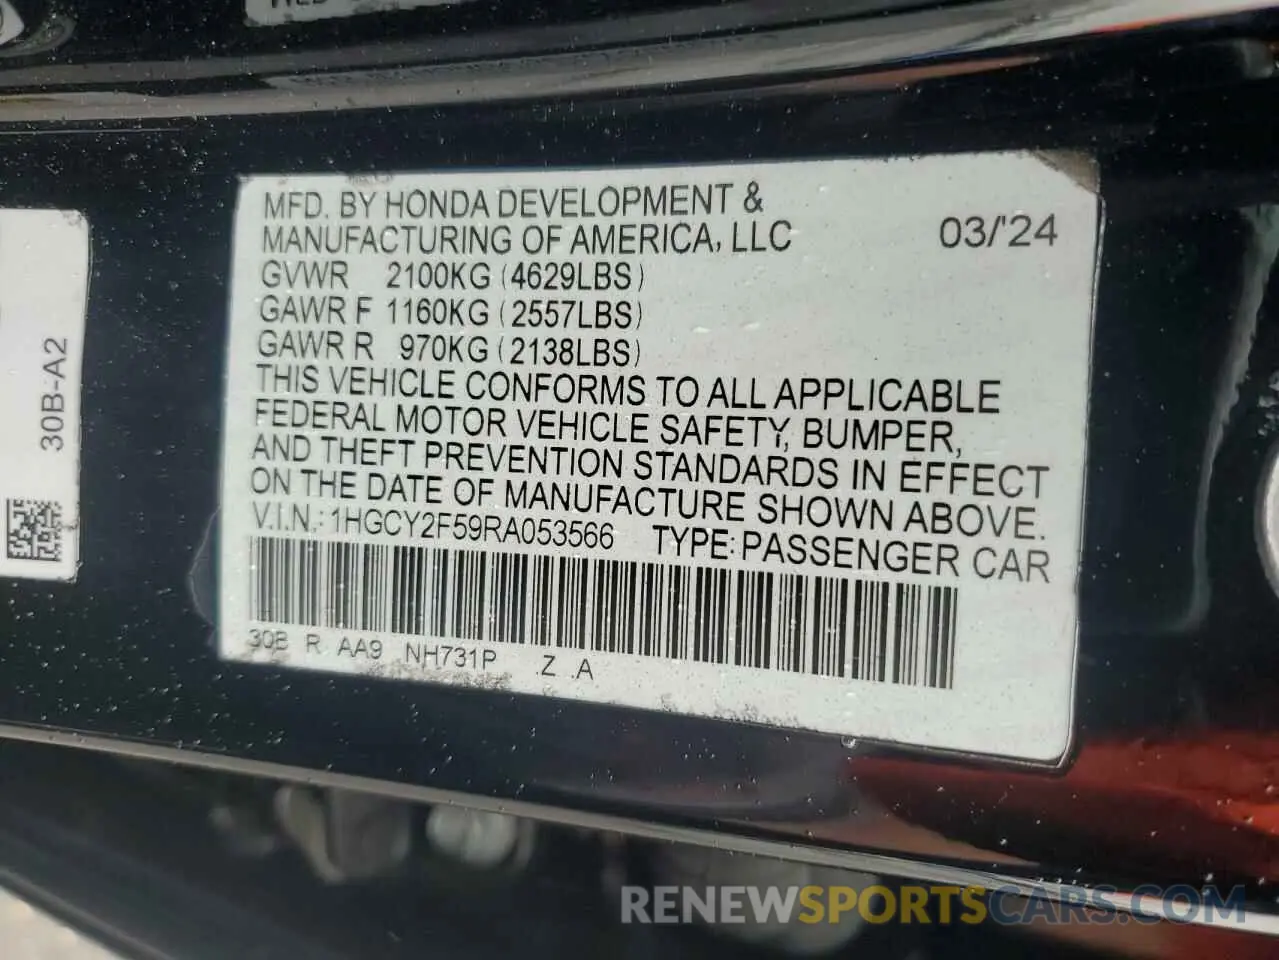 MFD. BY HONDA DEVELOPMENT &
MANUFACTURING OF AMERICA, LLC 03/'24
GVWR 2100KG (4629LBS)
GAWR F 1160KG (2557LBS)
GAWR R 970KG (2138LBS)
THIS VEHICLE CONFORMS TO ALL APPLICABLE
FEDERAL MOTOR VEHICLE SAFETY, BUMPER,
AND THEFT PREVENTION STANDARDS IN EFFECT
ON THE DATE OF MANUFACTURE SHOWN ABOVE.
V.I.N.: 1HGCY2F59RA053566 TYPE: PASSENGER CAR
30B R AA9 NH731P .Z .A
30B-A2
RENEWSPORTSCARS.COM